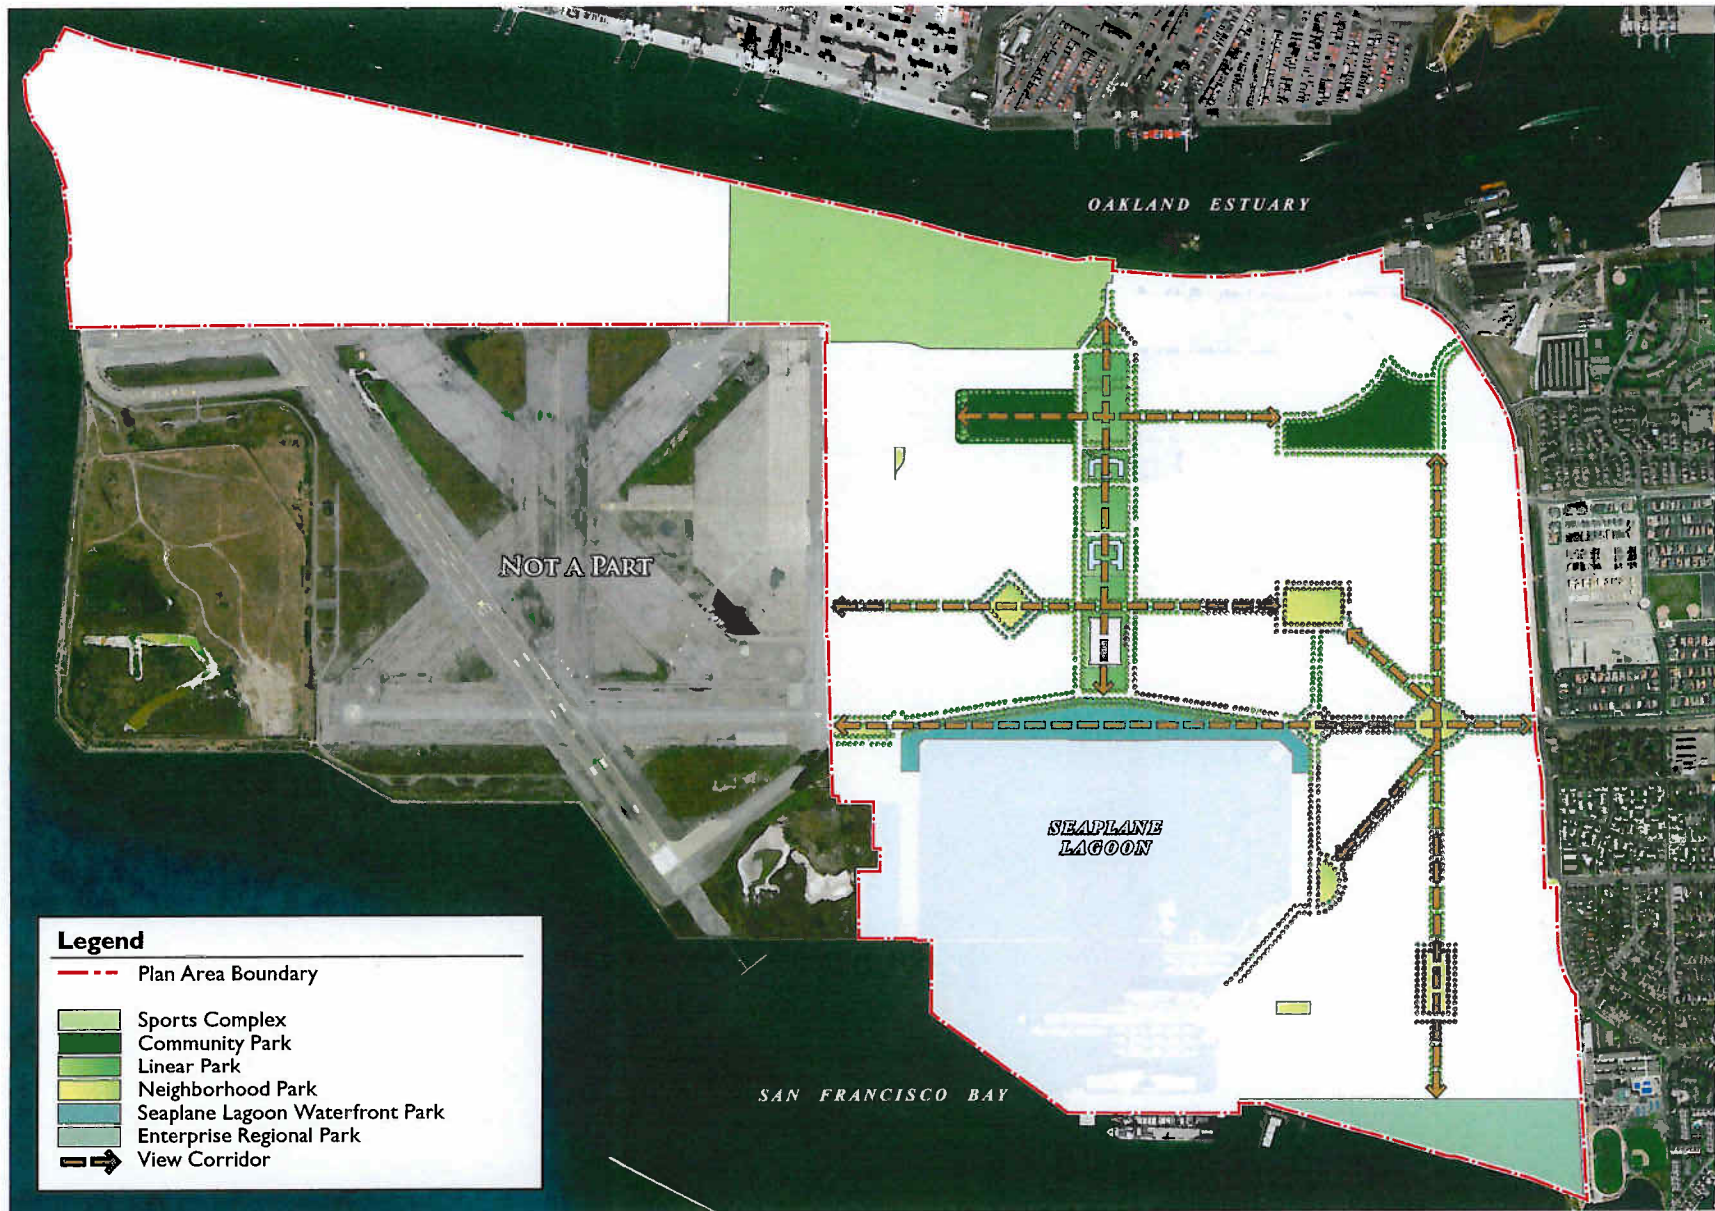 OAKLAND ESTUARY
NOT A PART
SEAPLANE
LAGOON
SAN FRANCISCO BAY
Legend
Plan Area Boundary
Sports Complex
Community Park
Linear Park
Neighborhood Park
Seaplane Lagoon Waterfront Park
Enterprise Regional Park
View Corridor